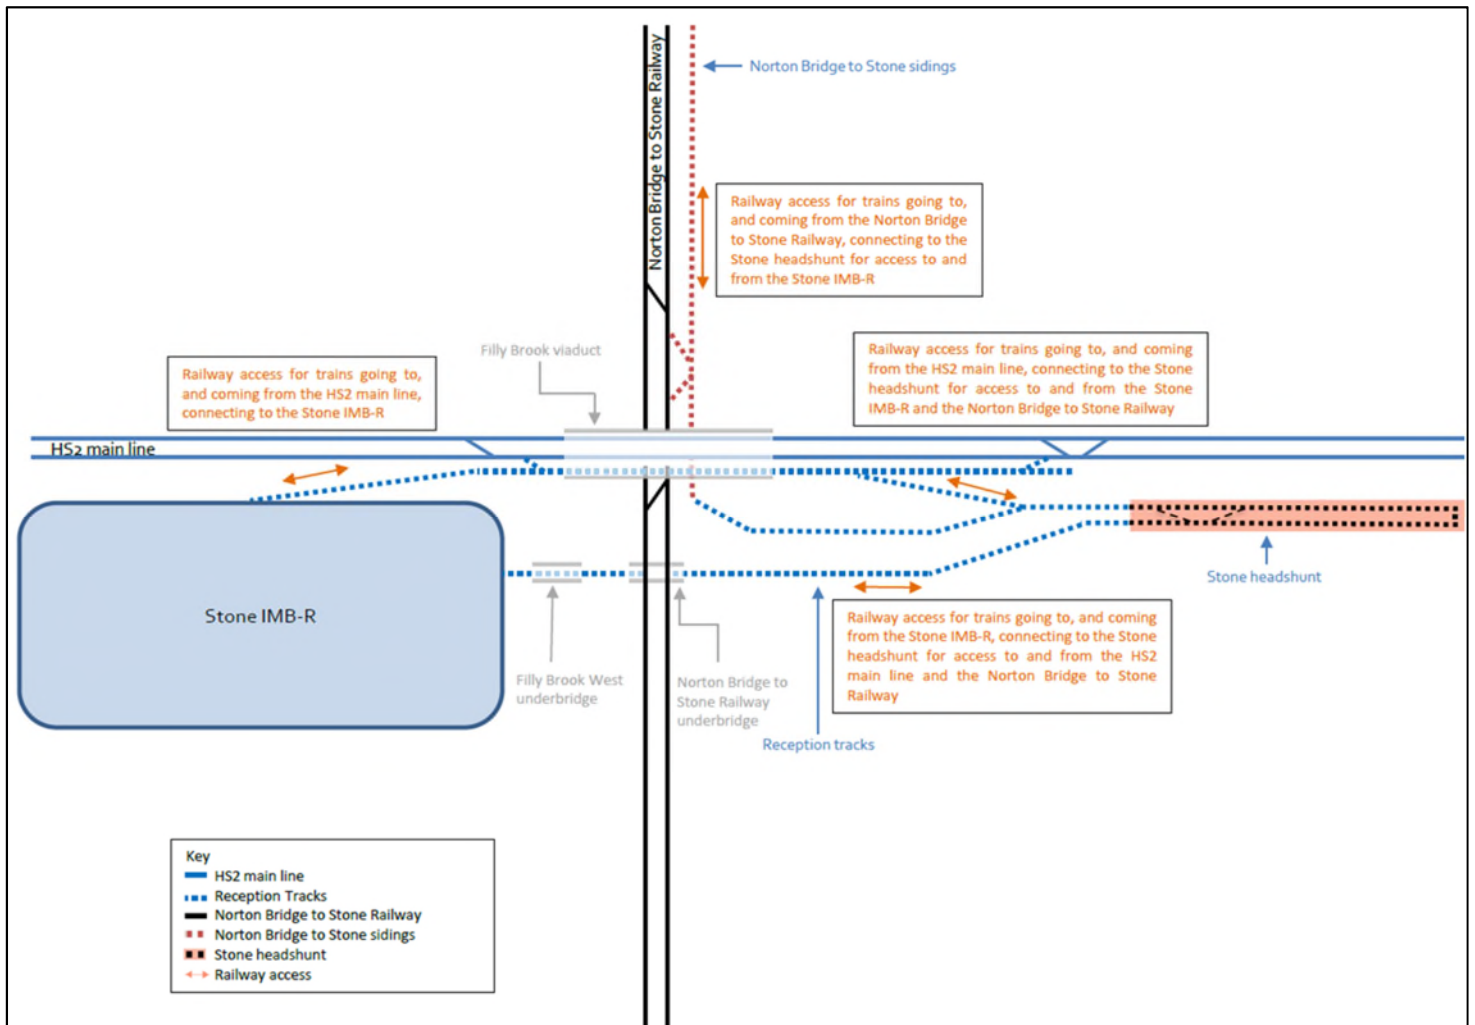 Norton Bridge to Stone Railway
Norton Bridge to Stone sidings
Railway access for trains going to,
and coming from the Norton Bridge
to Stone Railway, connecting to the
Stone headshunt for access to and
from the Stone IMB-R
Filly Brook viaduct
Railway access for trains going to, and coming
from the HS2 main line, connecting to the Stone
headshunt for access to and from the Stone
IMB-R and the Norton Bridge to Stone Railway
Railway access for trains going to,
and coming from the HS2 main line,
connecting to the Stone IMB-R
HS2 main line
Stone headshunt
Stone IMB-R
Railway access for trains going to, and coming
from the Stone IMB-R, connecting to the Stone
headshunt for access to and from the HS2
main line and the Norton Bridge to Stone
Railway
Filly Brook West
underbridge
Norton Bridge to
Stone Railway
underbridge
Reception tracks
Key
HS2 main line
Reception Tracks
Norton Bridge to Stone Railway
Norton Bridge to Stone sidings
Stone headshunt
Railway access